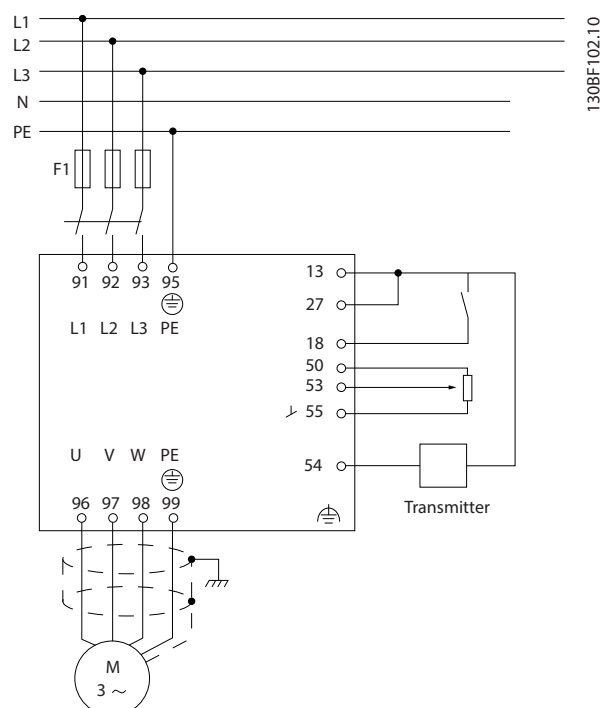 L1
L2
L3
N
PE
130BF102.10
F1
91 92 93 95
L1 L2 L3 PE
13
27
18
50
53
55
54
Transmitter
U V W PE
96 97 98 99
M
3 ~